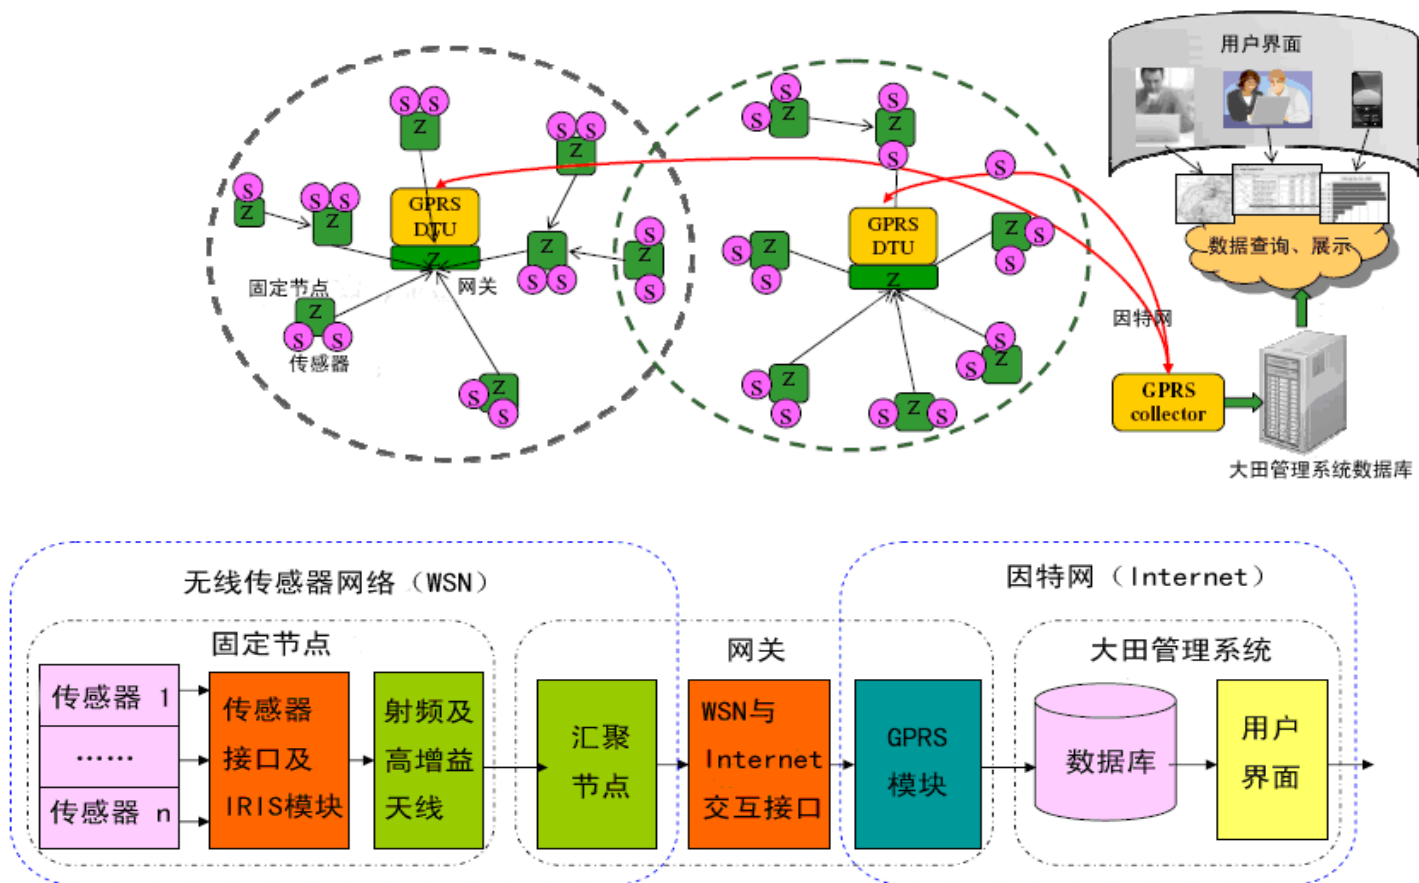 用户界面
S S
Z
S S
Z
S
Z
S S
Z
GPRS
DTU
Z
网关
Z
S S
S
Z
S
固定节点
Z
S S
传感器
Z
S
S
S
S
Z
S
Z
S
S
GPRS
DTU
Z
S
Z
S
S
Z
S
S
Z
S
S
Z
S
S
Z
S
数据查询、展示
因特网
GPRS
collector
大田管理系统数据库
无线传感器网络（WSN）
因特网（Internet）
固定节点
网关
大田管理系统
传感器 1
……
传感器 n
传感器
接口及
IRIS模块
射频及
高增益
天线
汇聚
节点
WSN与
Internet
交互接口
GPRS
模块
数据库
用户
界面